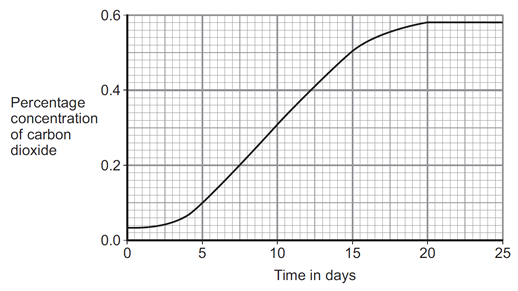 0.6
0.4
Percentage
concentration
of carbon
dioxide
0.2
0.0
0 5 10 15 20 25
Time in days